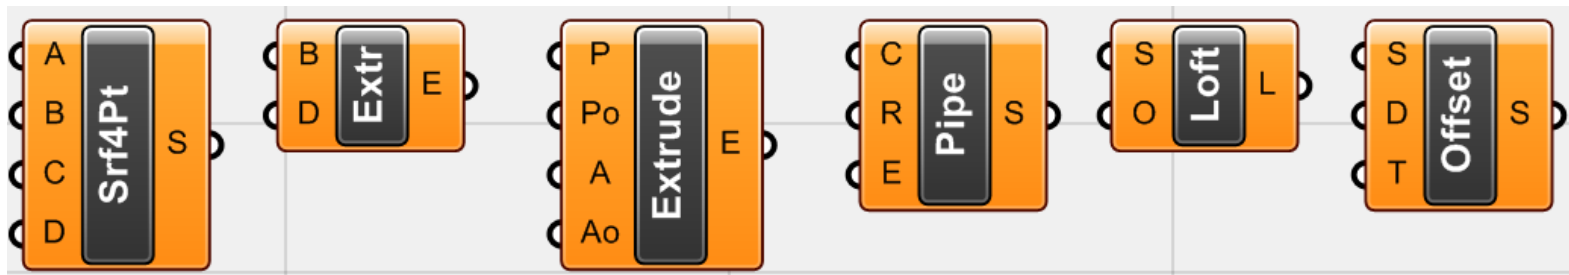 A
B
C
D
Srf4Pt
S
B
D
Extr
E
P
Po
A
Ao
Extrude
E
C
R
E
Pipe
S
S
O
Loft
L
S
D
T
Offset
S